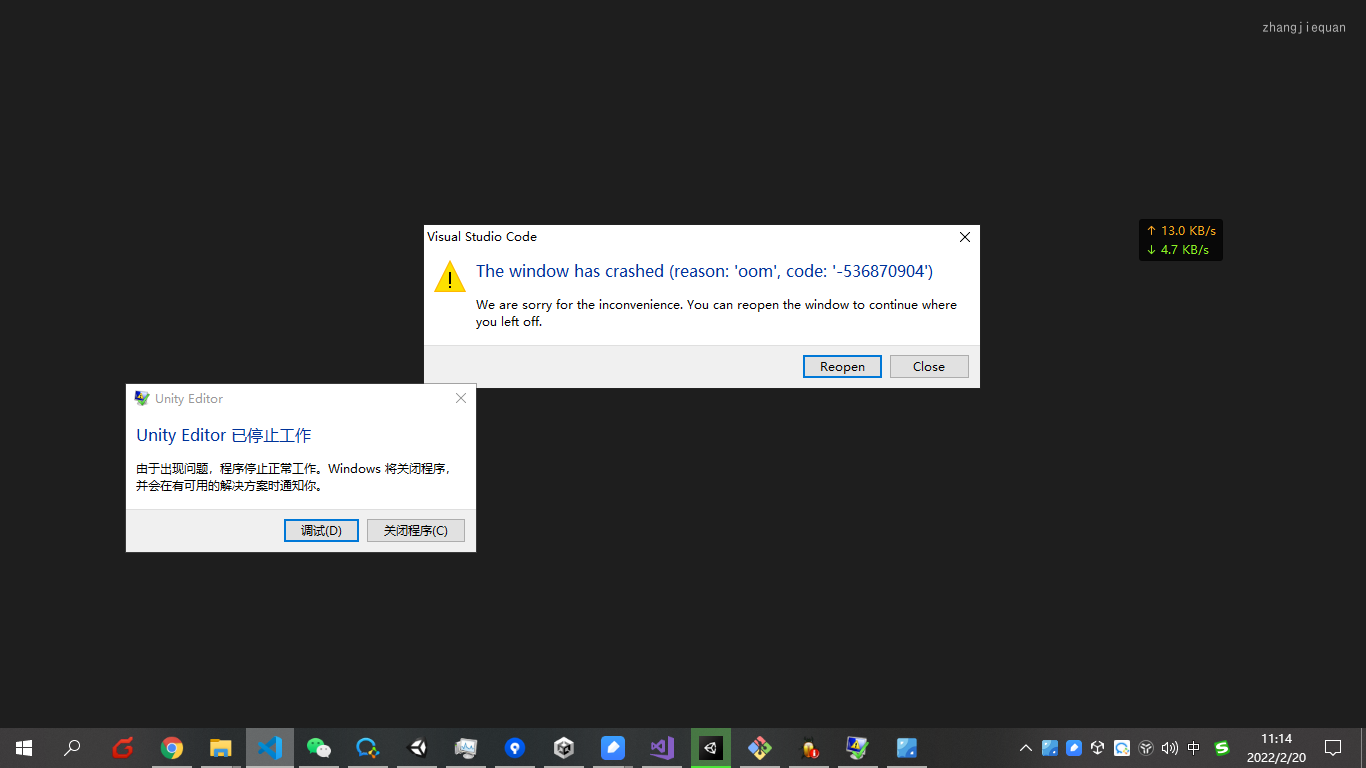 zhangjiequan
↑ 13.0 KB/s
↓ 4.7 KB/s
Visual Studio Code
The window has crashed (reason: 'oom', code: '-536870904')
We are sorry for the inconvenience. You can reopen the window to continue where
you left off.
Reopen
Close
Unity Editor
Unity Editor 已停止工作
由于出现问题，程序停止正常工作。Windows 将关闭程序，
并会在有可用的解决方案时通知你。
调试(D)
关闭程序(C)
中
11:14
2022/2/20